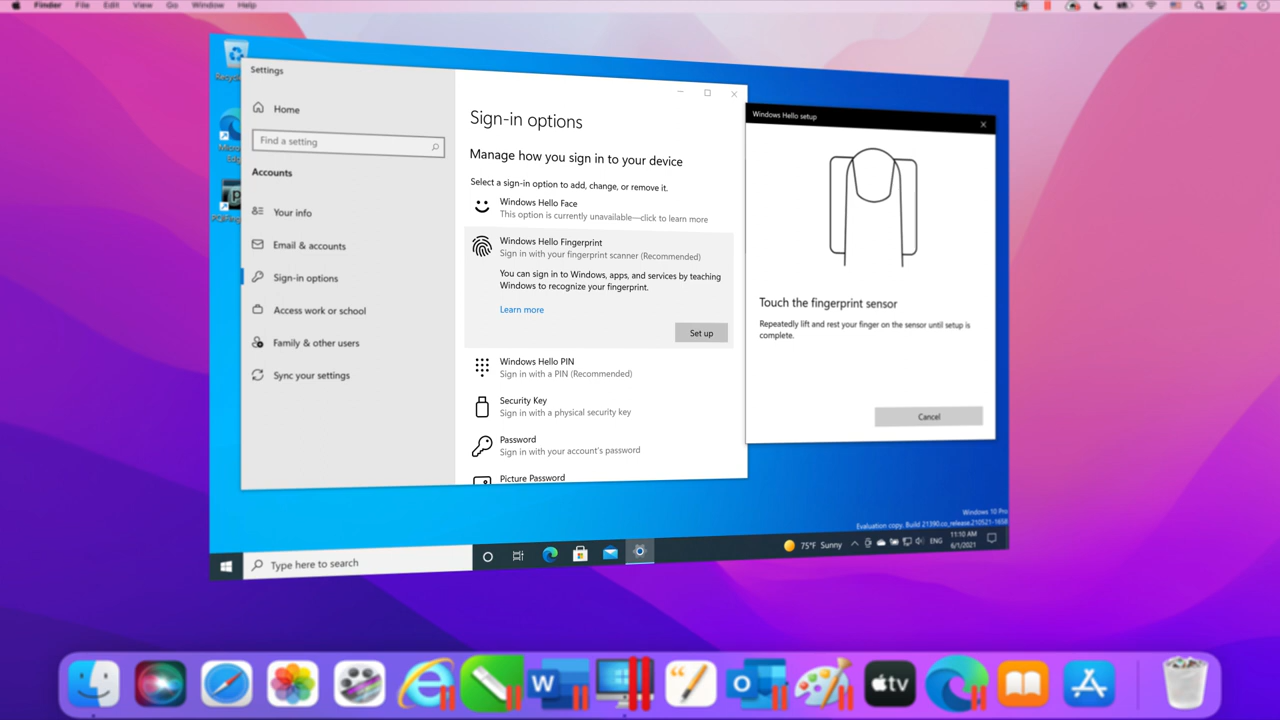 Finder File Edit View Go Window Help
Settings
Home
Find a setting
Accounts
Your info
Email & accounts
Sign-in options
Access work or school
Family & other users
Sync your settings
Sign-in options
Manage how you sign in to your device
Select a sign-in option to add, change, or remove it.
Windows Hello Face
This option is currently unavailable—click to learn more
Windows Hello Fingerprint
Sign in with your fingerprint scanner (Recommended)
You can sign in to Windows, apps, and services by teaching
Windows to recognize your fingerprint.
Learn more
Set up
Windows Hello PIN
Sign in with a PIN (Recommended)
Security Key
Sign in with a physical security key
Password
Sign in with your account's password
Picture Password
Windows Hello setup
Touch the fingerprint sensor
Repeatedly lift and rest your finger on the sensor until setup is
complete.
Cancel
Windows 10 Pro
Evaluation copy. Build 21390.co_release.210521-1658
Type here to search
75°F Sunny
ENG
11:10 AM
6/1/2021
W
O
tv